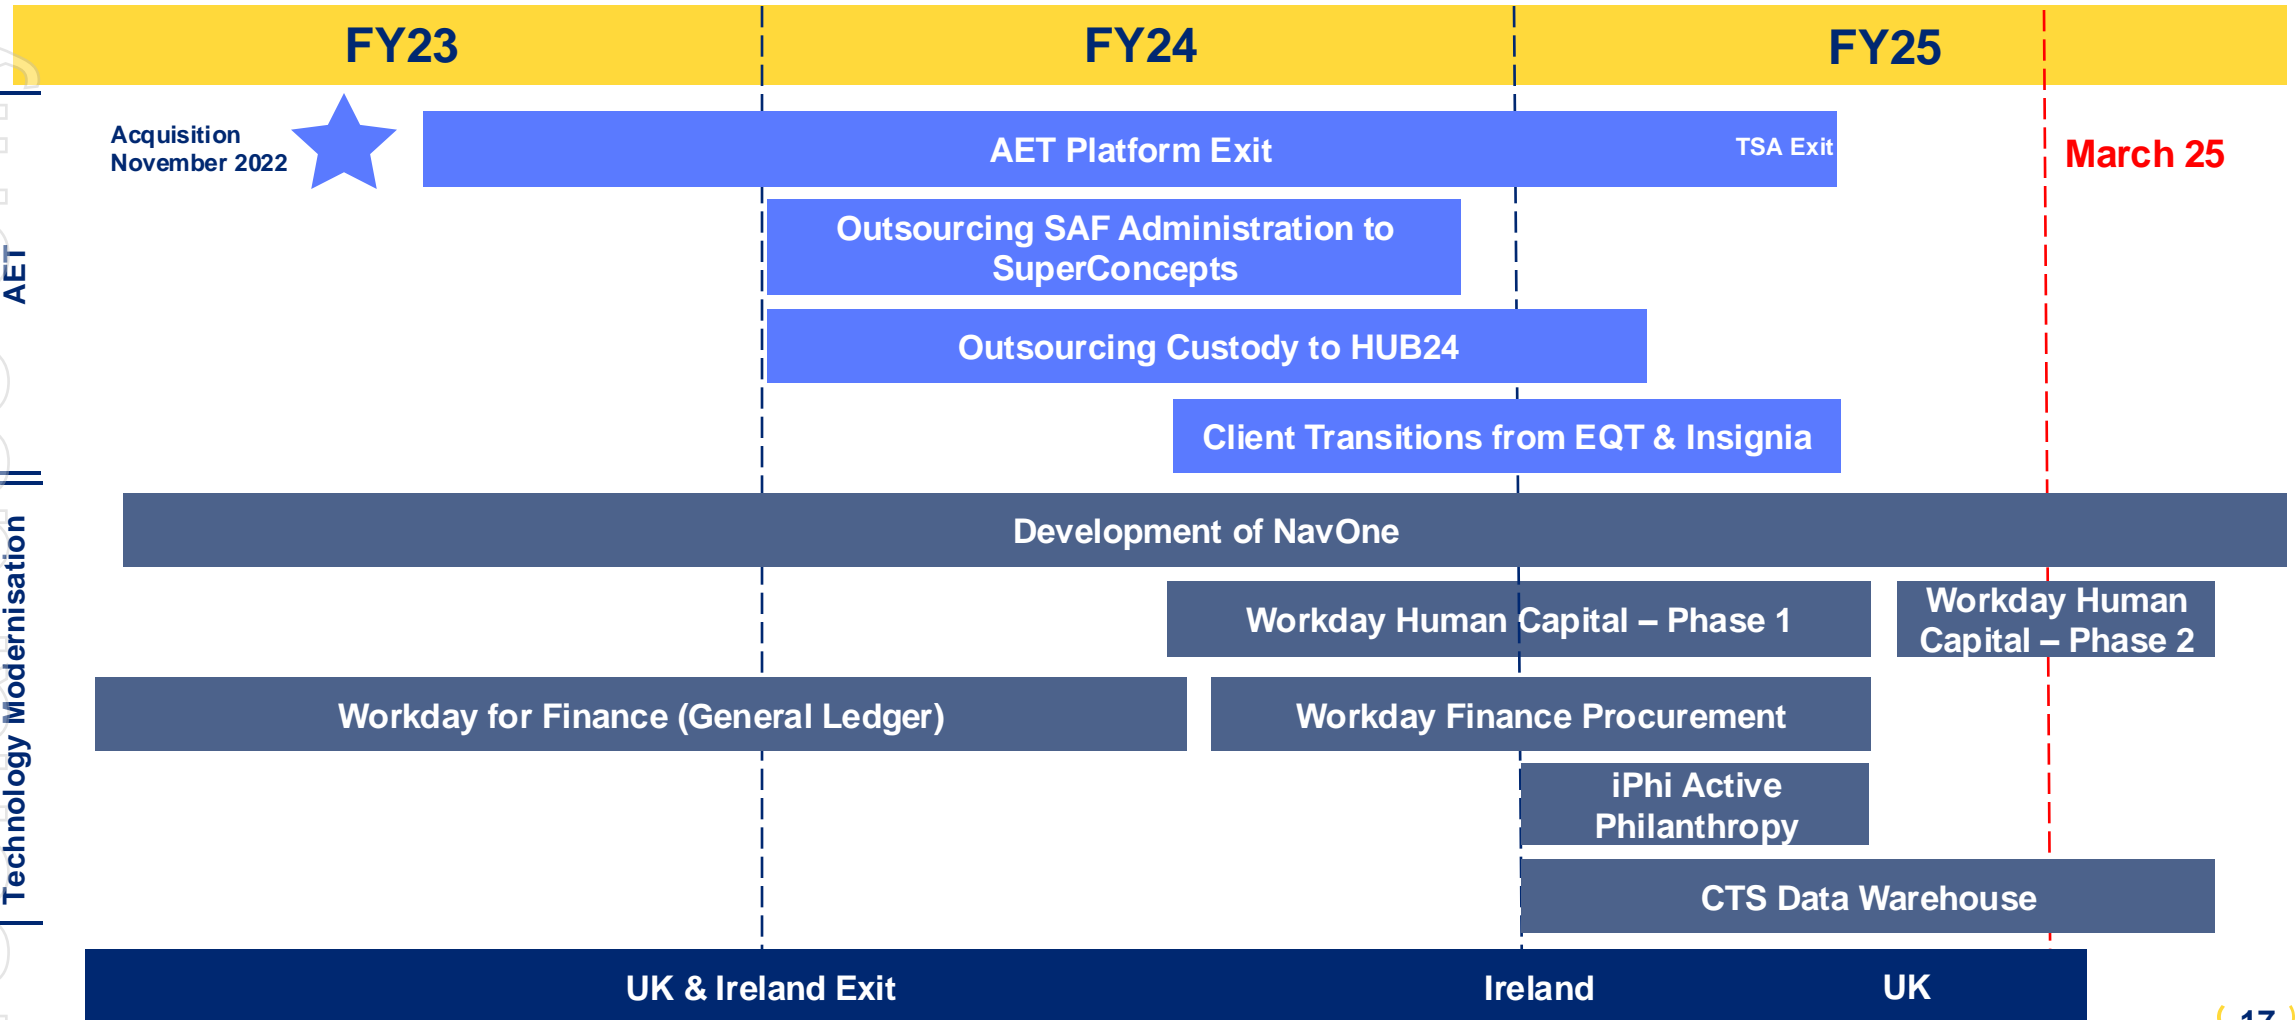 FY23
FY24
FY25
Acquisition
November 2022
AET Platform Exit
TSA Exit
March 25
Outsourcing SAF Administration to
SuperConcepts
Outsourcing Custody to HUB24
Client Transitions from EQT & Insignia
AET
Development of NavOne
Workday Human Capital – Phase 1
Workday Human
Capital – Phase 2
Workday for Finance (General Ledger)
Workday Finance Procurement
iPhi Active
Philanthropy
CTS Data Warehouse
Technology Modernisation
UK & Ireland Exit
Ireland
UK
17